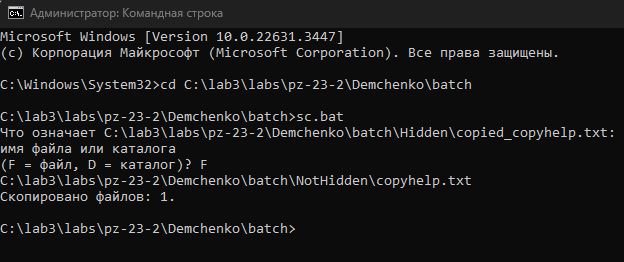 Администратор: Командная строка
Microsoft Windows [Version 10.0.22631.3447]
(c) Корпорация Майкрософт (Microsoft Corporation). Все права защищены.
C:\Windows\System32>cd C:\lab3\labs\pz-23-2\Demchenko\batch
C:\lab3\labs\pz-23-2\Demchenko\batch>sc.bat
Что означает C:\lab3\labs\pz-23-2\Demchenko\batch\Hidden\copied_copyhelp.txt:
имя файла или каталога
(F = файл, D = каталог)? F
C:\lab3\labs\pz-23-2\Demchenko\batch\NotHidden\copyhelp.txt
Скопировано файлов: 1.
C:\lab3\labs\pz-23-2\Demchenko\batch>